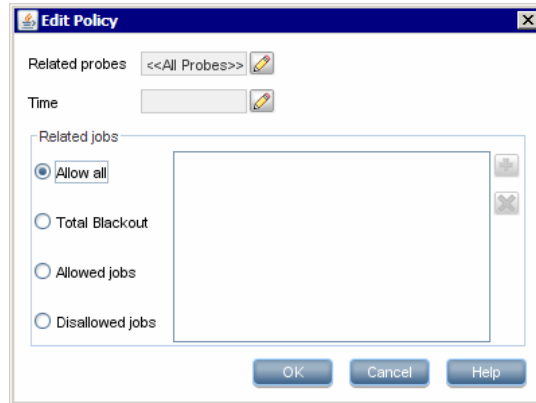 Edit Policy
Related probes <<All Probes>>
Time
Related jobs
Allow all
Total Blackout
Allowed jobs
Disallowed jobs
OK Cancel Help